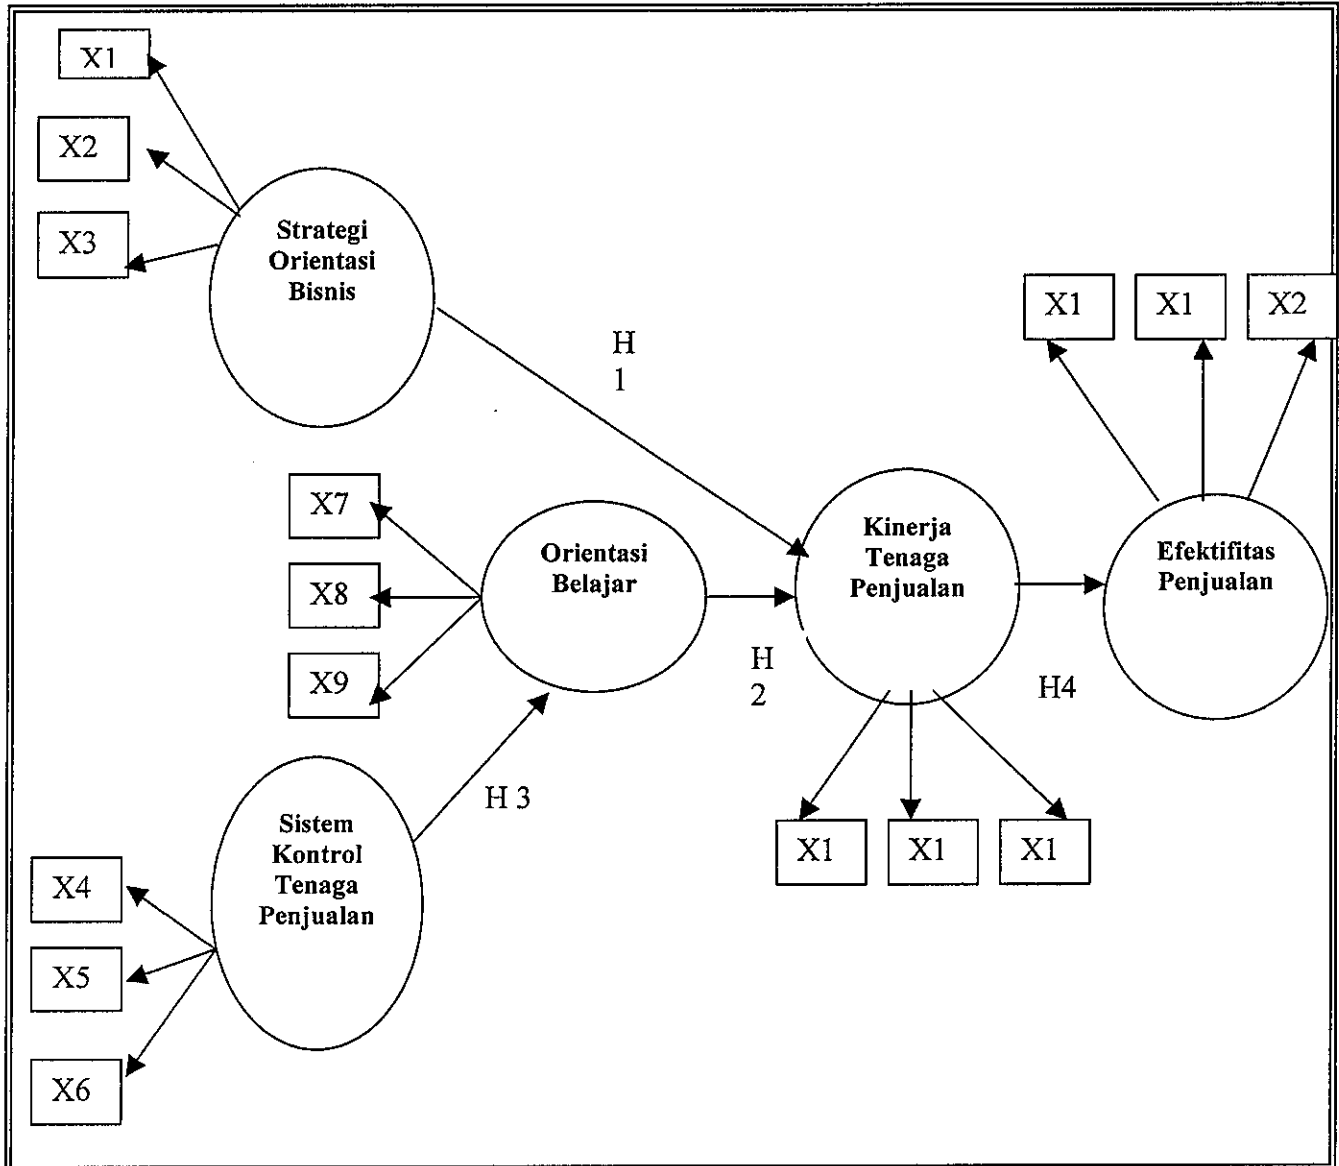 X1
X2
X3
Strategi
Orientasi
Bisnis
H
1
X1
X1
X2
X7
X8
X9
Orientasi
Belajar
Kinerja
Tenaga
Penjualan
Efektifitas
Penjualan
H
2
H4
H 3
X1
X1
X1
Sistem
Kontrol
Tenaga
Penjualan
X4
X5
X6